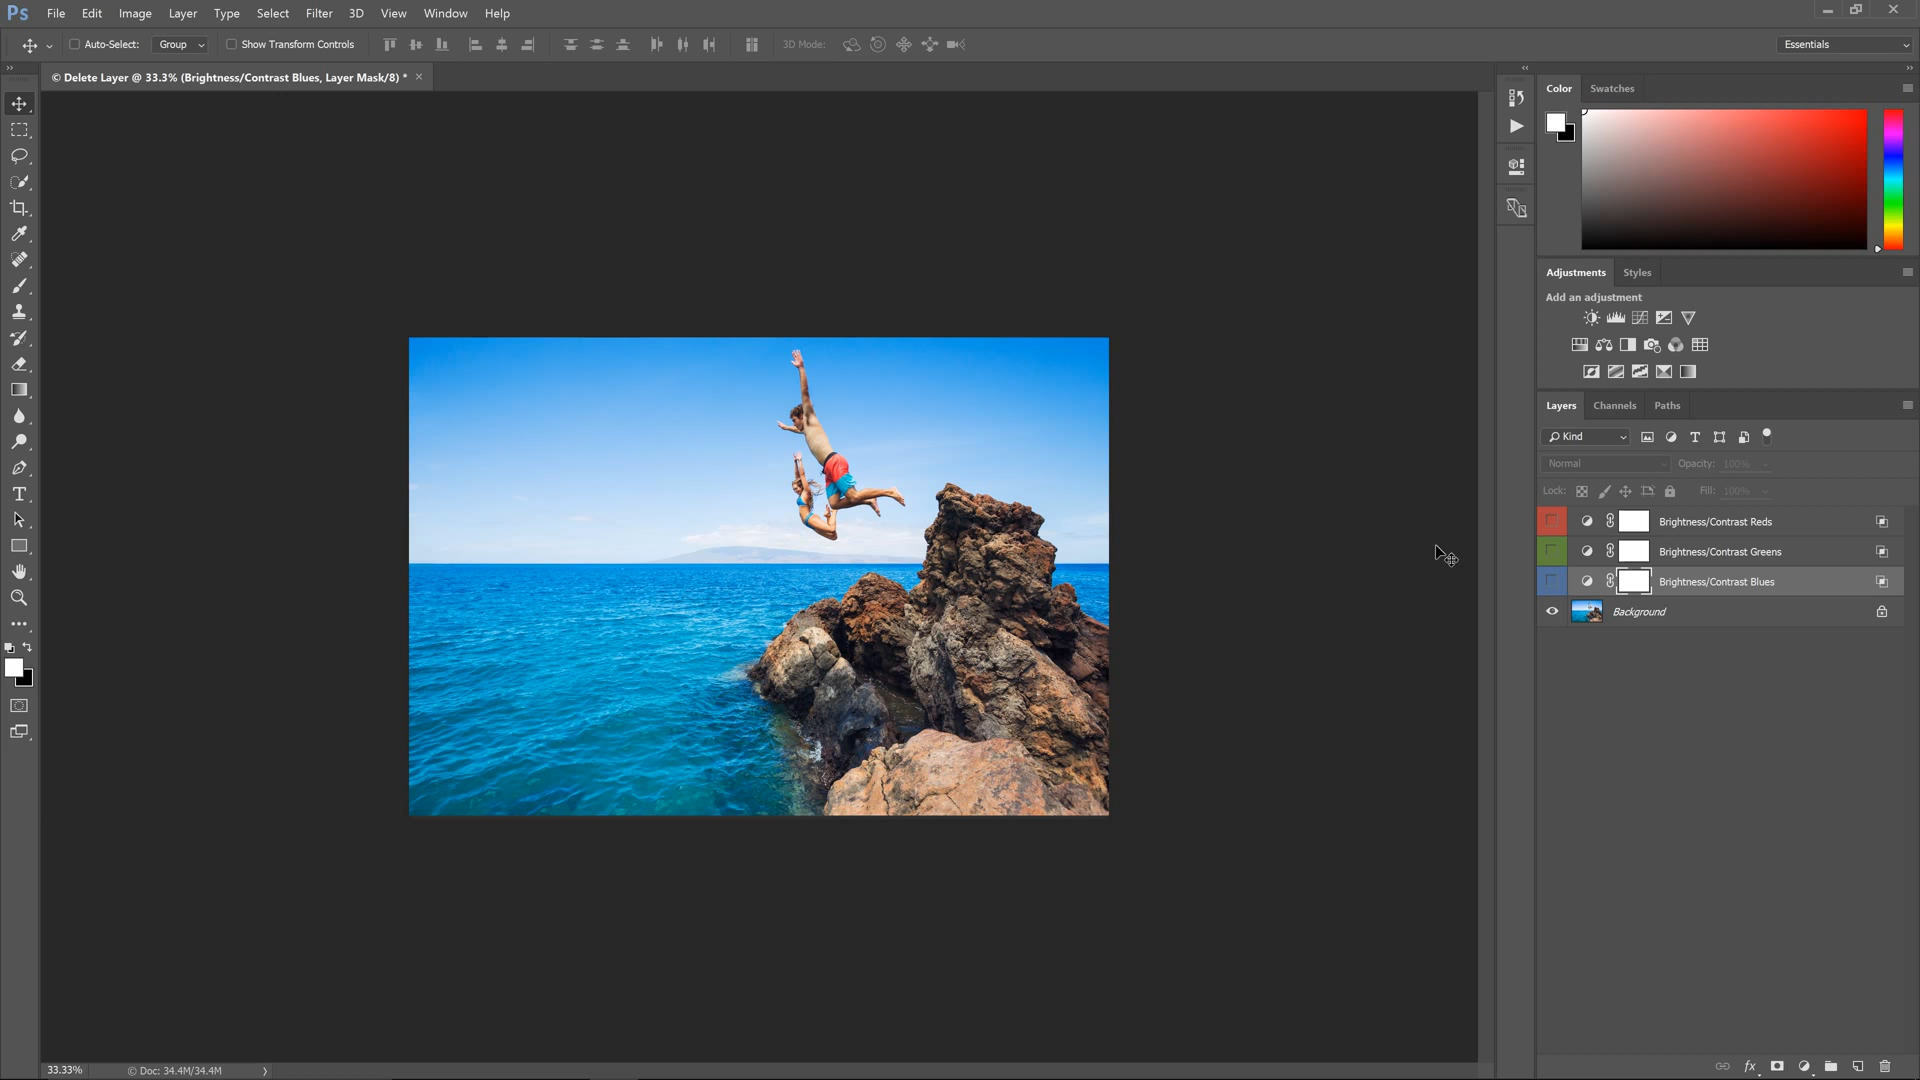 Ps File Edit Image Layer Type Select Filter 3D View Window Help
Auto-Select: Group Show Transform Controls 3D Mode: Essentials
© Delete Layer @ 33.3% (Brightness/Contrast Blues, Layer Mask/8) * ×
Color Swatches
Adjustments Styles
Add an adjustment
Layers Channels Paths
Kind
Normal Opacity: 100%
Lock: Fill: 100%
Brightness/Contrast Reds
Brightness/Contrast Greens
Brightness/Contrast Blues
Background
fx
33.33% © Doc: 34.4M/34.4M